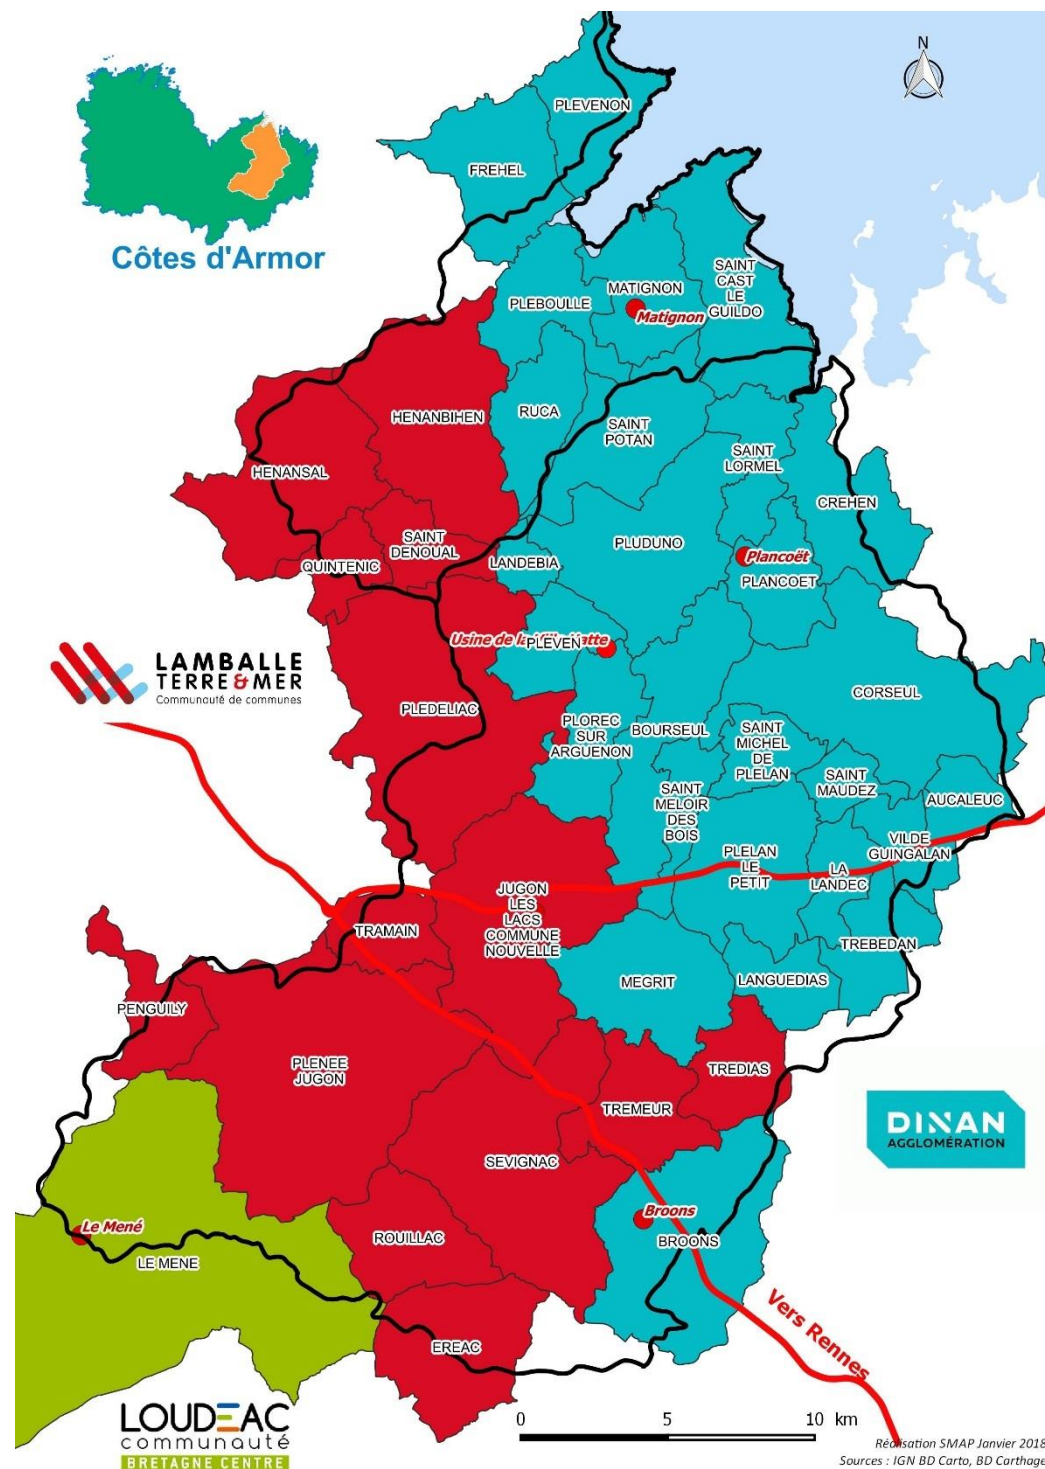 N
Côtes d'Armor
PLEVENON
FREHEL
SAINT
CAST
LE
GUILDO
MATIGNON
Matignon
PLEBOULLE
HENANBIHEN
RUCA
SAINT
POTAN
SAINT
LORMEL
HENANSAL
CREHEN
SAINT
DENOUAL
QUINTENIC
LANDEBIA
PLUDUNO
Plancoët
PLANCOET
Usine de la
PLEVEN
LAMBALLE
TERRE & MER
Communauté de communes
PLEDELIAC
PLOREC
SUR
ARGUENON
BOURSEUL
SAINT
MICHEL
DE
PLELAN
CORSEUL
SAINT
MELOIR
DES
BOIS
SAINT
MAUDEZ
AUCALEUC
VILDE
GUINGALAN
PLELAN
LE
PETIT
LA
LANDEC
JUGON
LES
LACS
COMMUNE
NOUVELLE
TRAMAIN
TREBEDAN
MEGRIT
LANGUEDIAS
PENGUILY
PLENEE
JUGON
TREDIAS
TREMEUR
DINAN
AGGLOMÉRATION
SEVIGNAC
Broons
BROONS
Le Mené
LE MENE
ROUILLAC
EREAC
Vers Rennes
LOUDEAC
communauté
BRETAGNE CENTRE
0 5 10 km
Réalisation SMAP Janvier 2018
Sources : IGN BD Carto, BD Carthage